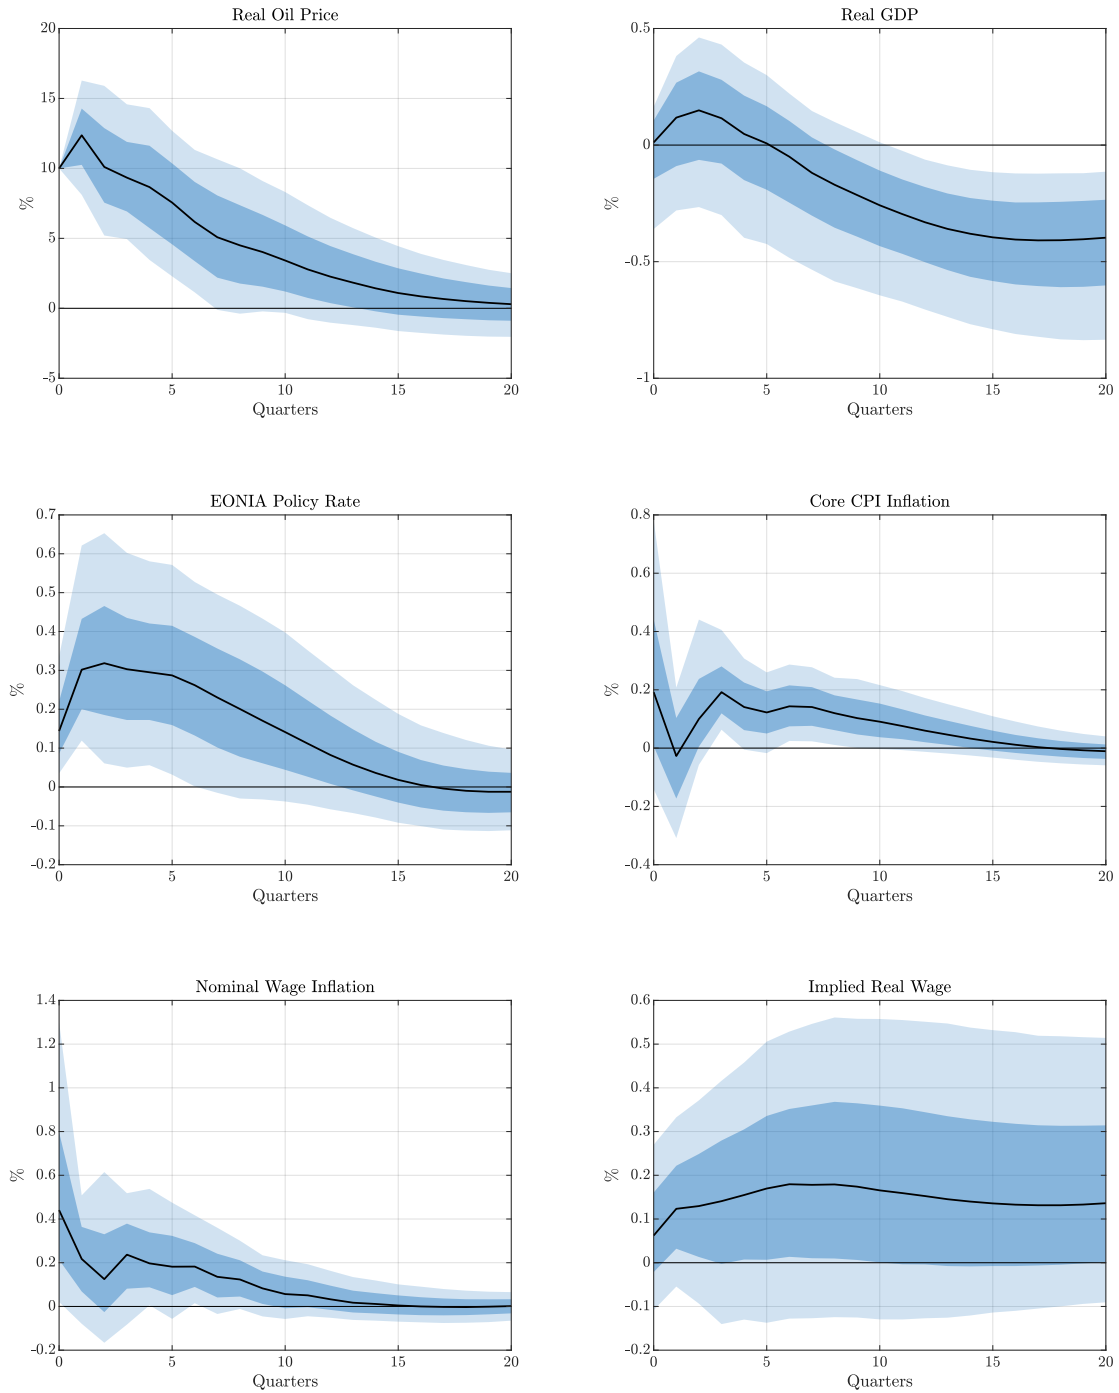 Real Oil Price
20
15
10
5
0
-5
%
0 5 10 15 20
Quarters
Real GDP
0.5
0
-0.5
-1
%
0 5 10 15 20
Quarters
EONIA Policy Rate
0.7
0.6
0.5
0.4
0.3
0.2
0.1
0
-0.1
-0.2
%
0 5 10 15 20
Quarters
Core CPI Inflation
0.8
0.6
0.4
0.2
0
-0.2
-0.4
%
0 5 10 15 20
Quarters
Nominal Wage Inflation
1.4
1.2
1
0.8
0.6
0.4
0.2
0
-0.2
%
0 5 10 15 20
Quarters
Implied Real Wage
0.6
0.5
0.4
0.3
0.2
0.1
0
-0.1
-0.2
%
0 5 10 15 20
Quarters